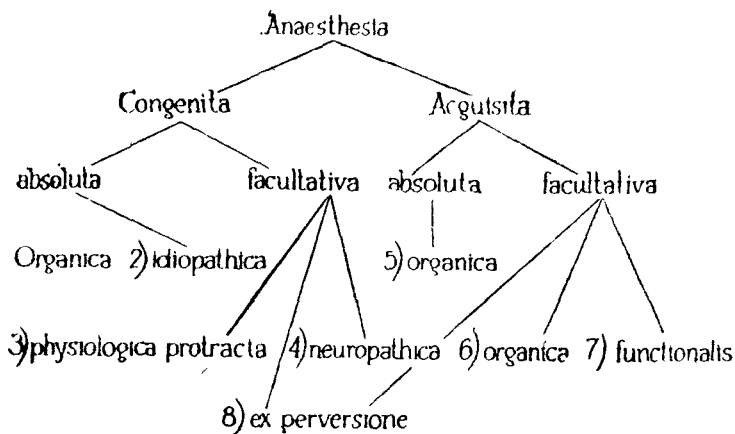 Anaesthesia
Congenita Acquisita
absoluta facultativa absoluta facultativa
Organica 2) idiopathica 5) organica
3) physiologica protracta 4) neuropathica 6) organica 7) functionalis
8) ex perversione